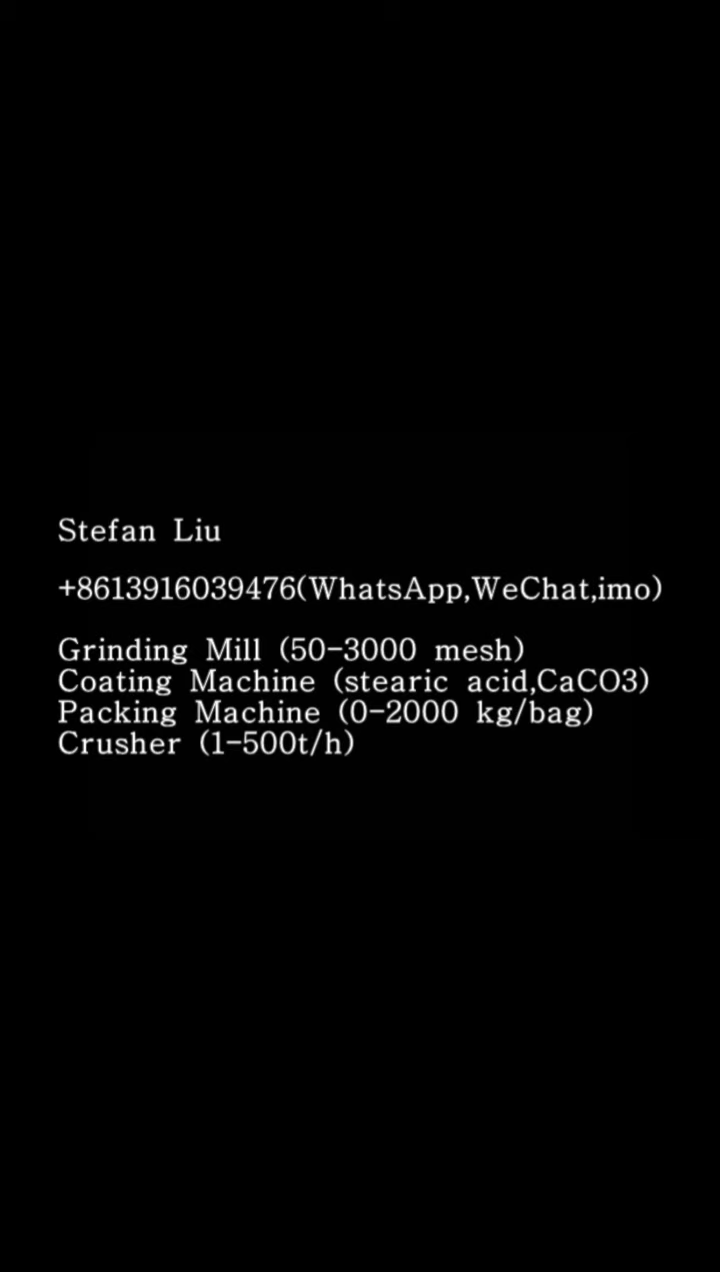 Stefan Liu
+8613916039476(WhatsApp,WeChat,imo)
Grinding Mill (50-3000 mesh)
Coating Machine (stearic acid,CaCO3)
Packing Machine (0-2000 kg/bag)
Crusher (1-500t/h)